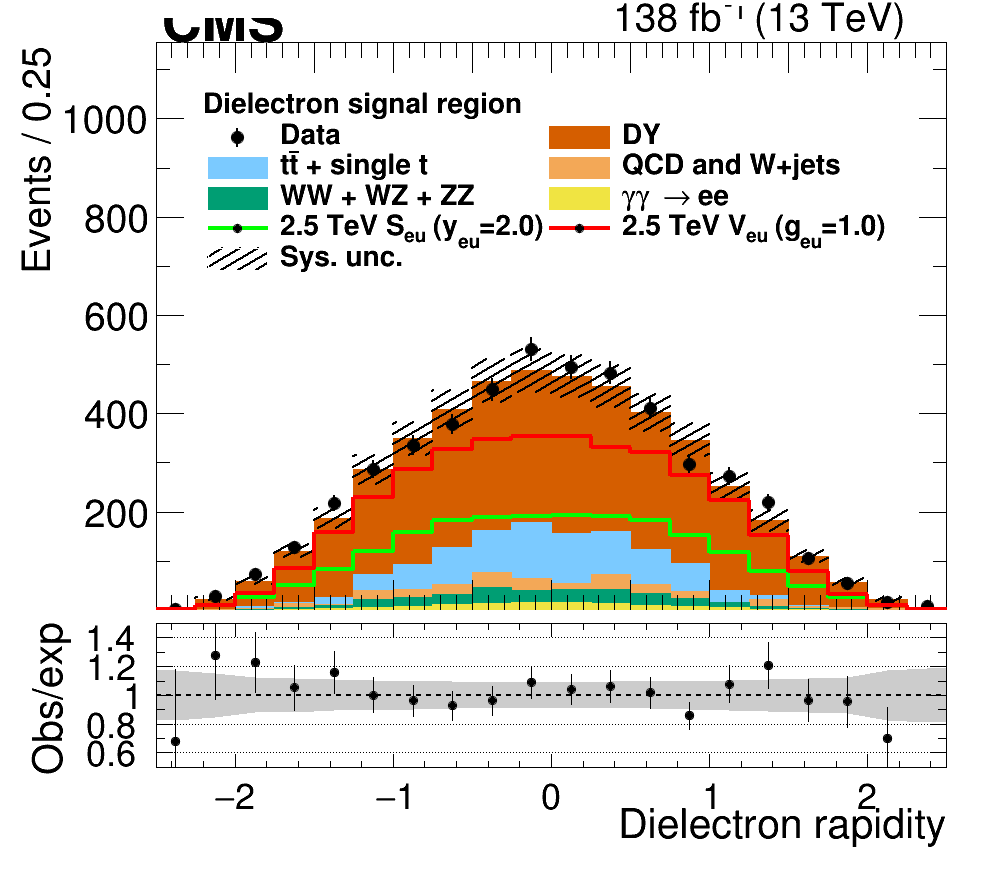 CMS
138 fb⁻¹ (13 TeV)
Events / 0.25
1000
800
600
400
200
Dielectron signal region
Data
DY
tt̄ + single t
QCD and W+jets
WW + WZ + ZZ
γγ → ee
2.5 TeV S_eu (y_eu=2.0)
2.5 TeV V_eu (g_eu=1.0)
Sys. unc.
Obs/exp
1.4
1.2
1
0.8
0.6
−2 −1 0 1 2
Dielectron rapidity